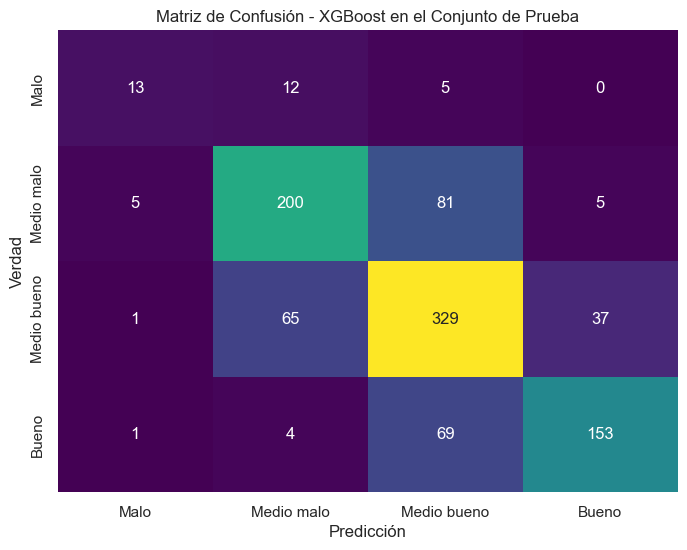 Matriz de Confusión - XGBoost en el Conjunto de Prueba
Verdad
Malo
13 12 5 0
Medio malo
5 200 81 5
Medio bueno
1 65 329 37
Bueno
1 4 69 153
Malo Medio malo Medio bueno Bueno
Predicción